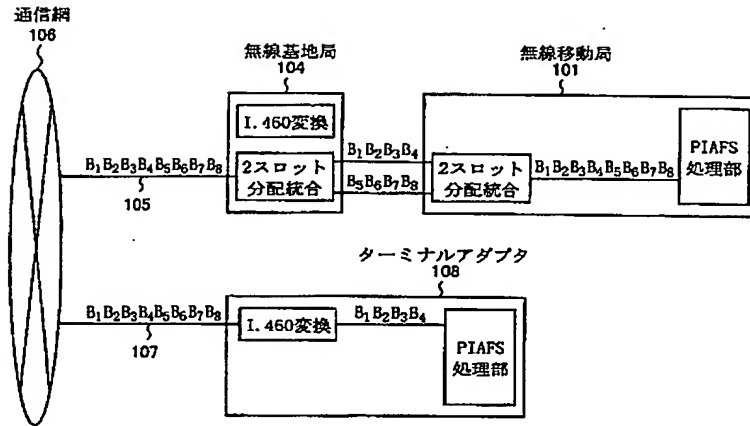 通信網
106
無線基地局
104
無線移動局
101
I.460変換
PIAFS
処理部
B₁B₂B₃B₄B₅B₆B₇B₈
105
2スロット
分配統合
B₁B₂B₃B₄
B₅B₆B₇B₈
2スロット
分配統合
B₁B₂B₃B₄B₅B₆B₇B₈
ターミナルアダプタ
108
B₁B₂B₃B₄B₅B₆B₇B₈
107
I.460変換
B₁B₂B₃B₄
PIAFS
処理部